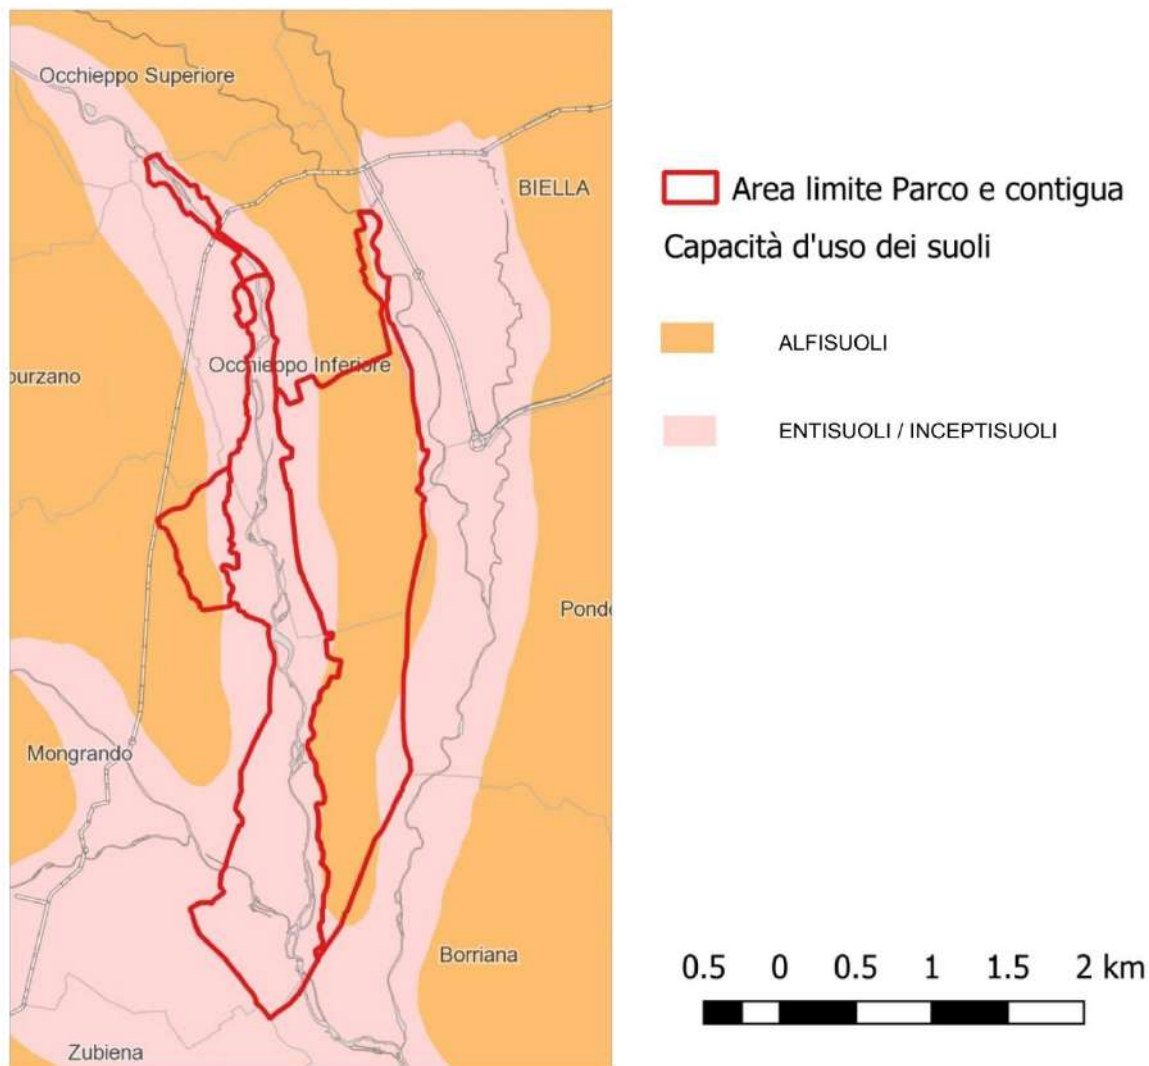 Occhieppo Superiore
BIELLA
Occhieppo Inferiore
Mongrando
Borriana
Zubiena
Area limite Parco e contigua
Capacità d'uso dei suoli
ALFISUOLI
ENTISUOLI / INCEPTISUOLI
0.5 0 0.5 1 1.5 2 km